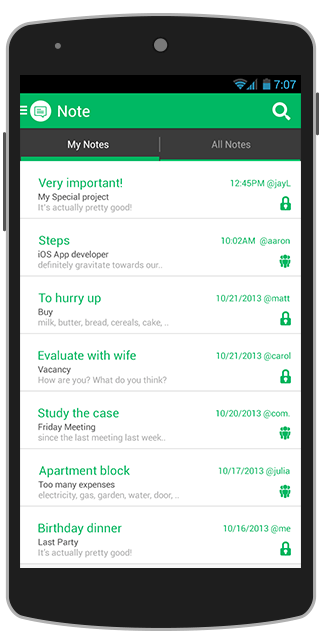 7:07
Note
My Notes
All Notes
Very important!
12:45PM @jayL
My Special project
It's actually pretty good!
Steps
10:02AM @aaron
iOS App developer
definitely gravitate towards our..
To hurry up
10/21/2013 @matt
Buy
milk, butter, bread, cereals, cake, ..
Evaluate with wife
10/21/2013 @carol
Vacancy
How are you? What do you think?
Study the case
10/20/2013 @com.
Friday Meeting
since the last meeting last week..
Apartment block
10/17/2013 @julia
Too many expenses
electricity, gas, garden, water, door, ..
Birthday dinner
10/16/2013 @me
Last Party
It's actually pretty good!